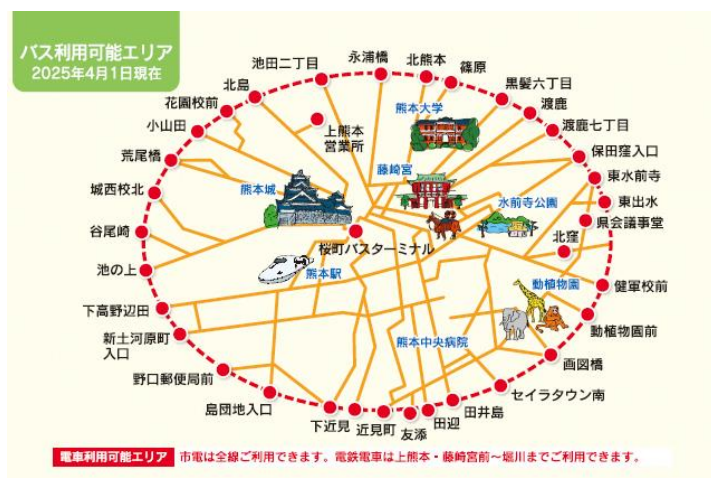 バス利用可能エリア
2025年4月1日現在
池田二丁目
永浦橋
北熊本
篠原
黒髪六丁目
渡鹿
渡鹿七丁目
保田窪入口
東水前寺
東出水
県会議事堂
北窪
健軍校前
動植物園前
画図橋
セイラタウン南
田井島
田迎
友添
近見町
下近見
島団地入口
野口郵便局前
新土河原町
入口
下高野辺田
池の上
谷尾崎
城西校北
荒尾橋
小山田
花園校前
北島
上熊本
営業所
熊本大学
藤崎宮
熊本城
水前寺公園
桜町バスターミナル
熊本駅
動植物園
熊本中央病院
電車利用可能エリア 市電は全線ご利用できます。電鉄電車は上熊本・藤崎宮前～堀川までご利用できます。